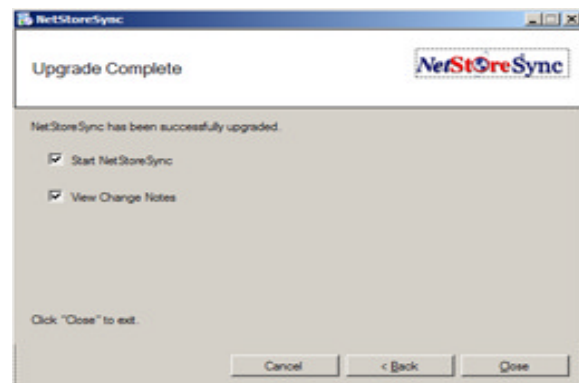 NetStoreSync
Upgrade Complete
NetStoreSync
NetStoreSync has been successfully upgraded.
Start NetStoreSync
View Change Notes
Click "Close" to exit.
Cancel
< Back
Close